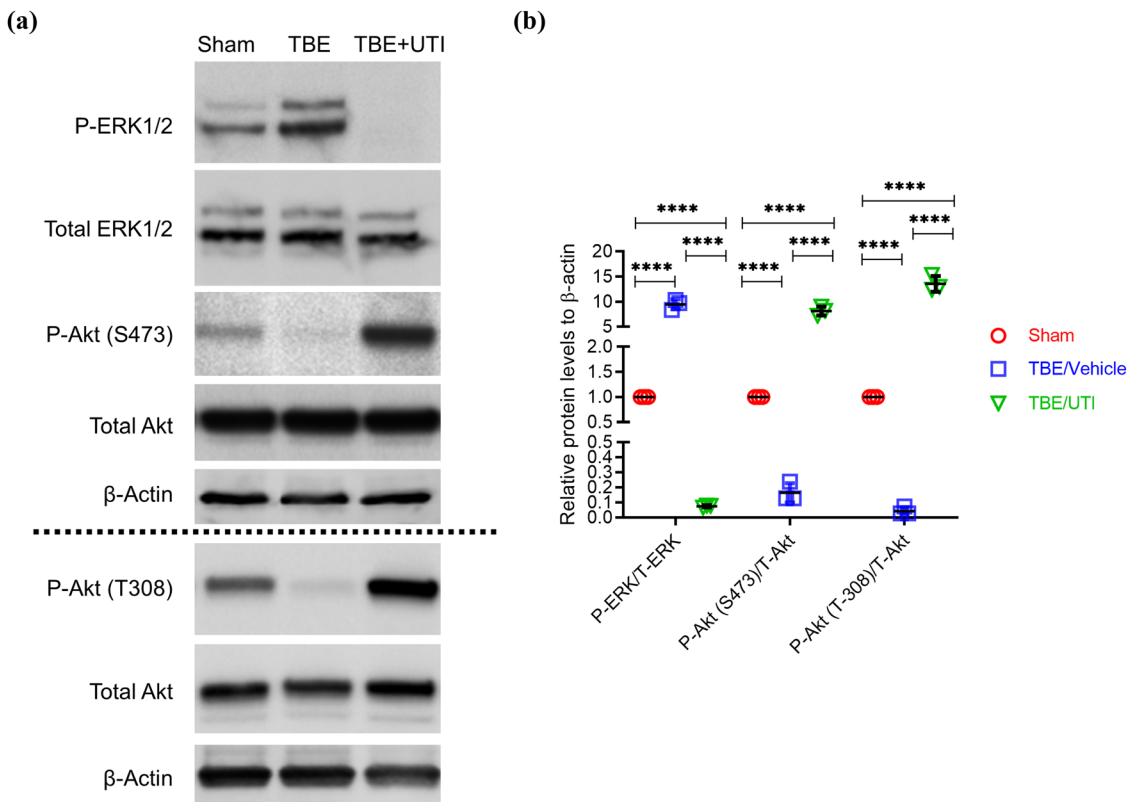 (a)
Sham TBE TBE+UTI
P-ERK1/2
Total ERK1/2
P-Akt (S473)
Total Akt
β-Actin
P-Akt (T308)
Total Akt
β-Actin
(b)
Relative protein levels to β-actin
**** **** ****
**** **** ****
**** **** ****
20
15
10
5
2.0
1.5
1.0
0.5
0.5
0.4
0.3
0.2
0.1
0.0
P-ERK/T-ERK
P-Akt (S473)/T-Akt
P-Akt (T-308)/T-Akt
Sham
TBE/Vehicle
TBE/UTI